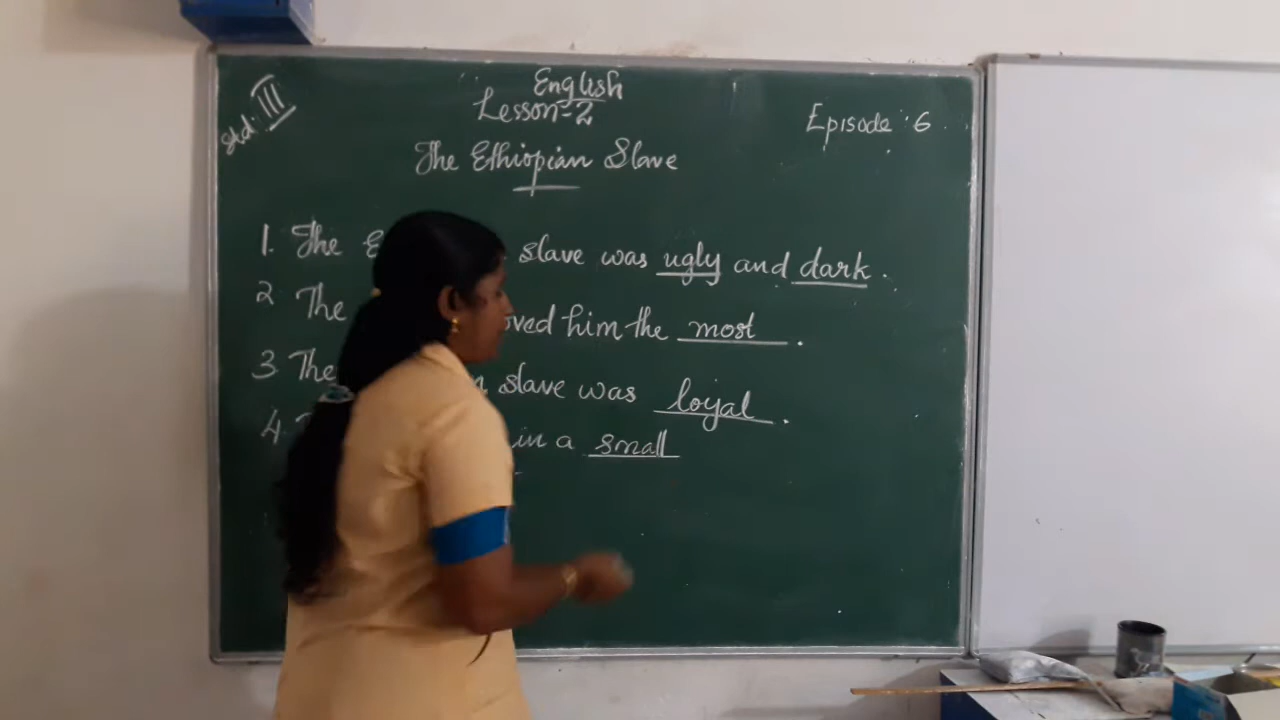 English
Std: III
Lesson-2
Episode : 6
The Ethiopian Slave
1. The slave was ugly and dark.
2 The him the most.
3 The slave was loyal.
4. in a small